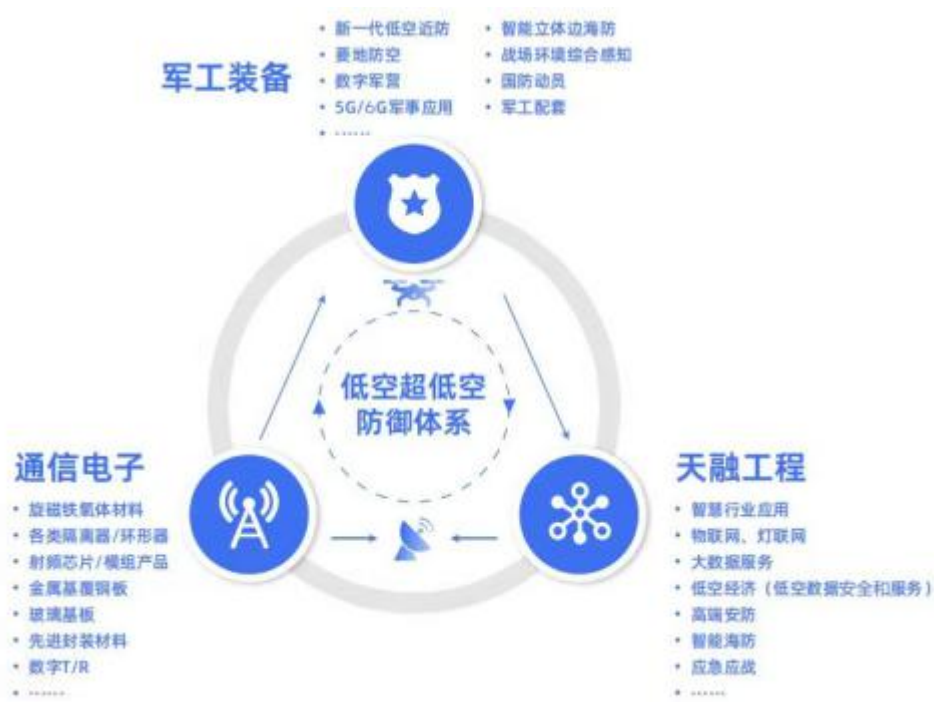 军工装备
• 新一代低空近防
• 要地防空
• 数字军营
• 5G/6G军事应用
• ……
• 智能立体边海防
• 战场环境综合感知
• 国防动员
• 军工配套
低空超低空
防御体系
通信电子
• 旋磁铁氧体材料
• 各类隔离器/环形器
• 射频芯片/模组产品
• 金属基覆铜板
• 玻璃基板
• 先进封装材料
• 数字T/R
• ……
天融工程
• 智慧行业应用
• 物联网、灯联网
• 大数据服务
• 低空经济（低空数据安全和服务）
• 高端安防
• 智能海防
• 应急应战
• ……